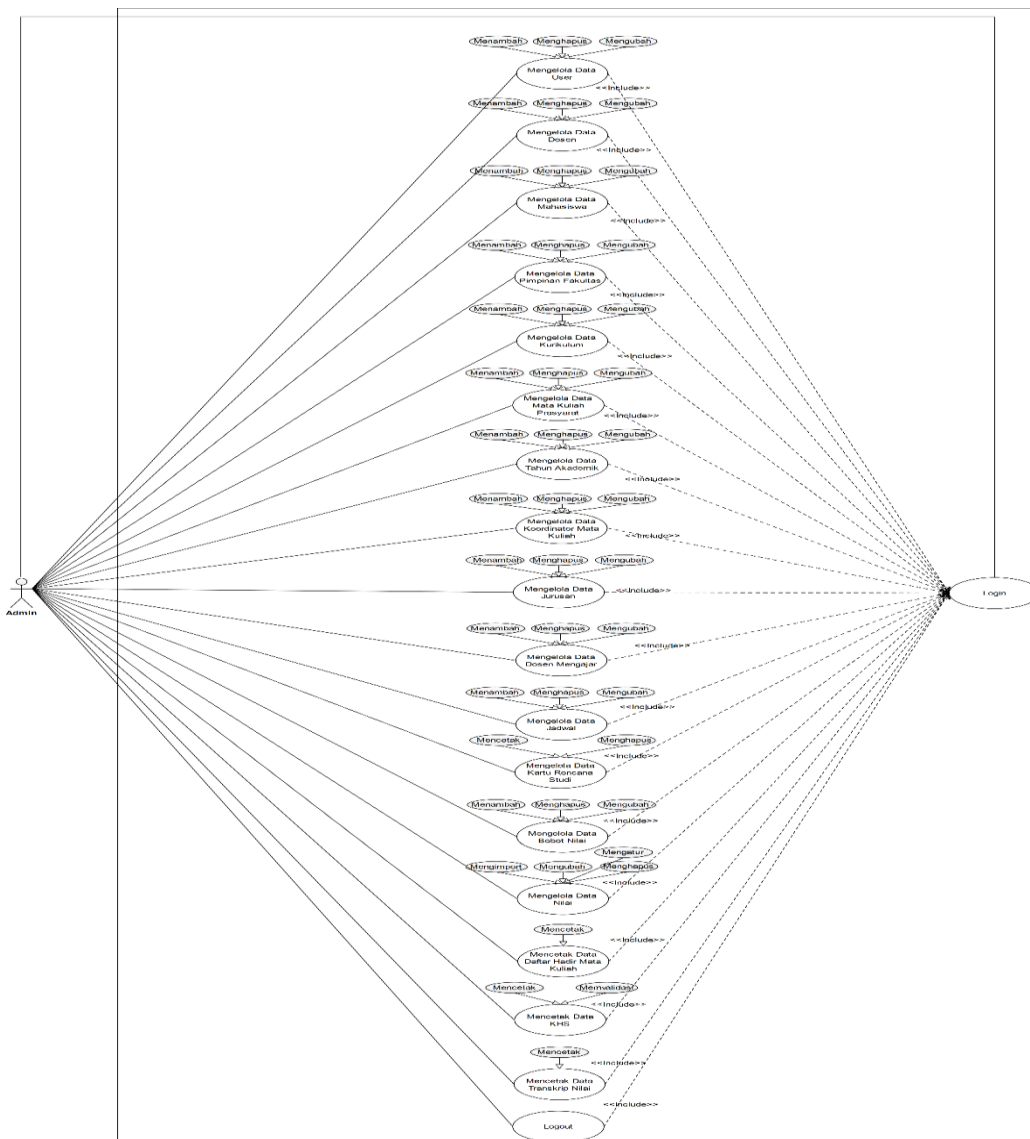 Menambah Menghapus Mengubah
Mengelola Data
User
<<Include>>
Menambah Menghapus Mengubah
Mengelola Data
Dosen
<<Include>>
Menambah Menghapus Mengubah
Mengelola Data
Mahasiswa
<<Include>>
Menambah Menghapus Mengubah
Mengelola Data
Pimpinan Fakultas
<<Include>>
Menambah Menghapus Mengubah
Mengelola Data
Kurikulum
<<Include>>
Menambah Menghapus Mengubah
Mengelola Data
Mata Kuliah
Prasyarat
<<Include>>
Menambah Menghapus Mengubah
Mengelola Data
Tahun Akademik
<<Include>>
Menambah Menghapus Mengubah
Mengelola Data
Koordinator Mata
Kuliah
<<Include>>
Menambah Menghapus Mengubah
Mengelola Data
Jurusan
<<Include>>
Admin
Login
Menambah Menghapus Mengubah
Mengelola Data
Dosen Mengajar
<<Include>>
Menambah Menghapus Mengubah
Mengelola Data
Jadwal
<<Include>>
Mencetak Menghapus
Mengelola Data
Kartu Rencana
Studi
<<Include>>
Menambah Menghapus Mengubah
Mengelola Data
Bobot Nilai
<<Include>>
Mengatur
Mengimport Mengubah Menghapus
Mengelola Data
Nilai
<<Include>>
Mencetak
Mencetak Data
Daftar Hadir Mata
Kuliah
<<Include>>
Mencetak Memvalidasi
Mencetak Data
KHS
<<Include>>
Mencetak
Mencetak Data
Transkrip Nilai
<<Include>>
Logout
<<Include>>